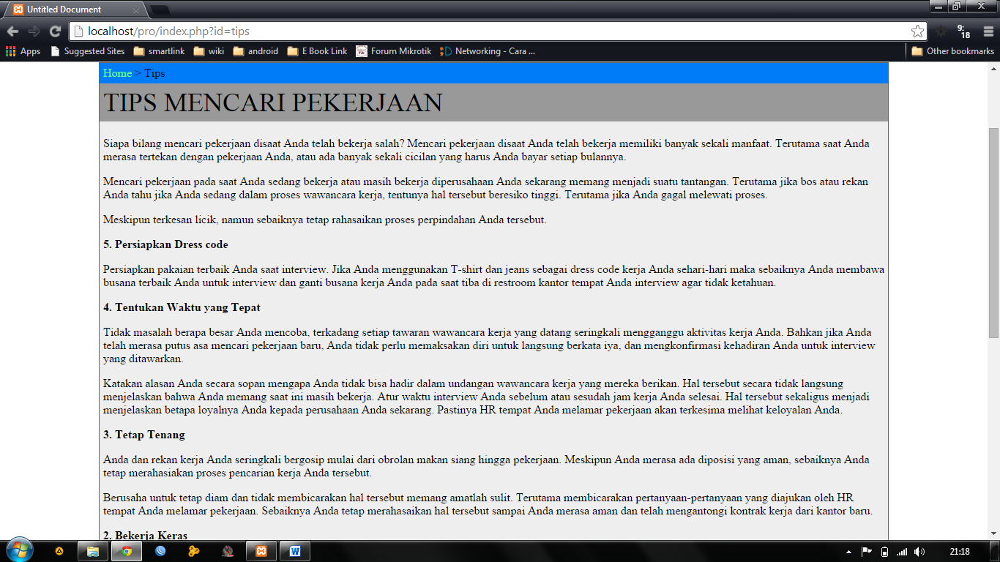 Untitled Document
localhost/pro/index.php?id=tips
9:
18
Apps
Suggested Sites
smartlink
wiki
android
E Book Link
Forum Mikrotik
Networking - Cara ...
Other bookmarks
Home > Tips
TIPS MENCARI PEKERJAAN
Siapa bilang mencari pekerjaan disaat Anda telah bekerja salah? Mencari pekerjaan disaat Anda telah bekerja memiliki banyak sekali manfaat. Terutama saat Anda
merasa tertekan dengan pekerjaan Anda, atau ada banyak sekali cicilan yang harus Anda bayar setiap bulannya.
Mencari pekerjaan pada saat Anda sedang bekerja atau masih bekerja diperusahaan Anda sekarang memang menjadi suatu tantangan. Terutama jika bos atau rekan
Anda tahu jika Anda sedang dalam proses wawancara kerja, tentunya hal tersebut beresiko tinggi. Terutama jika Anda gagal melewati proses.
Meskipun terkesan licik, namun sebaiknya tetap rahasaikan proses perpindahan Anda tersebut.
5. Persiapkan Dress code
Persiapkan pakaian terbaik Anda saat interview. Jika Anda menggunakan T-shirt dan jeans sebagai dress code kerja Anda sehari-hari maka sebaiknya Anda membawa
busana terbaik Anda untuk interview dan ganti busana kerja Anda pada saat tiba di restroom kantor tempat Anda interview agar tidak ketahuan.
4. Tentukan Waktu yang Tepat
Tidak masalah berapa besar Anda mencoba, terkadang setiap tawaran wawancara kerja yang datang seringkali mengganggu aktivitas kerja Anda. Bahkan jika Anda
telah merasa putus asa mencari pekerjaan baru, Anda tidak perlu memaksakan diri untuk langsung berkata iya, dan mengkonfirmasi kehadiran Anda untuk interview
yang ditawarkan.
Katakan alasan Anda secara sopan mengapa Anda tidak bisa hadir dalam undangan wawancara kerja yang mereka berikan. Hal tersebut secara tidak langsung
menjelaskan bahwa Anda memang saat ini masih bekerja. Atur waktu interview Anda sebelum atau sesudah jam kerja Anda selesai. Hal tersebut sekaligus menjadi
menjelaskan betapa loyalnya Anda kepada perusahaan Anda sekarang. Pastinya HR tempat Anda melamar pekerjaan akan terkesima melihat keloyalan Anda.
3. Tetap Tenang
Anda dan rekan kerja Anda seringkali bergosip mulai dari obrolan makan siang hingga pekerjaan. Meskipun Anda merasa ada diposisi yang aman, sebaiknya Anda
tetap merahasiakan proses pencarian kerja Anda tersebut.
Berusaha untuk tetap diam dan tidak membicarakan hal tersebut memang amatlah sulit. Terutama membicarakan pertanyaan-pertanyaan yang diajukan oleh HR
tempat Anda melamar pekerjaan. Sebaiknya Anda tetap merahasaikan hal tersebut sampai Anda merasa aman dan telah mengantongi kontrak kerja dari kantor baru.
2. Bekerja Keras
21:18